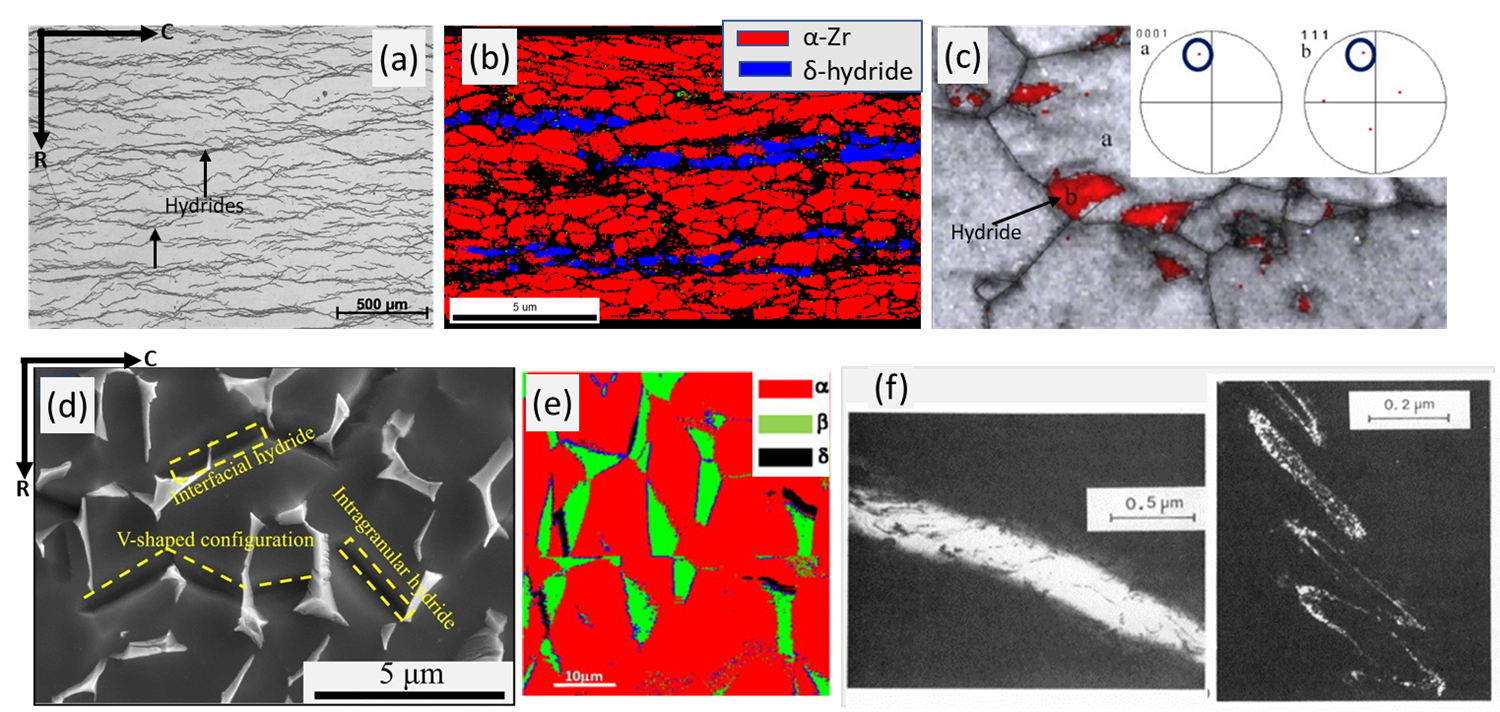 C
R
(a)
Hydrides
500 µm
(b)
α-Zr
δ-hydride
5 um
(c)
0001
a
111
b
a
b
Hydride
C
R
(d)
Interfacial hydride
V-shaped configuration
Intragranular hydride
5 µm
(e)
α
β
δ
10µm
(f)
0.5 µm
0.2 µm